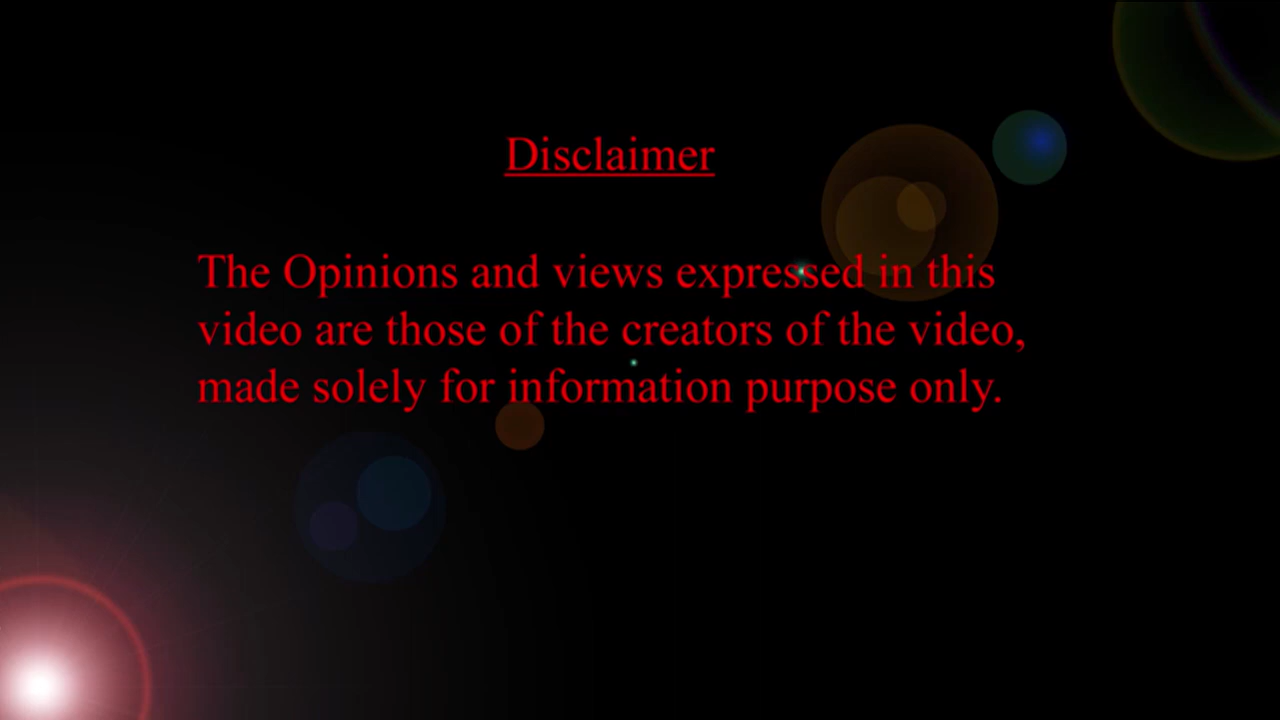 Disclaimer
The Opinions and views expressed in this
video are those of the creators of the video,
made solely for information purpose only.